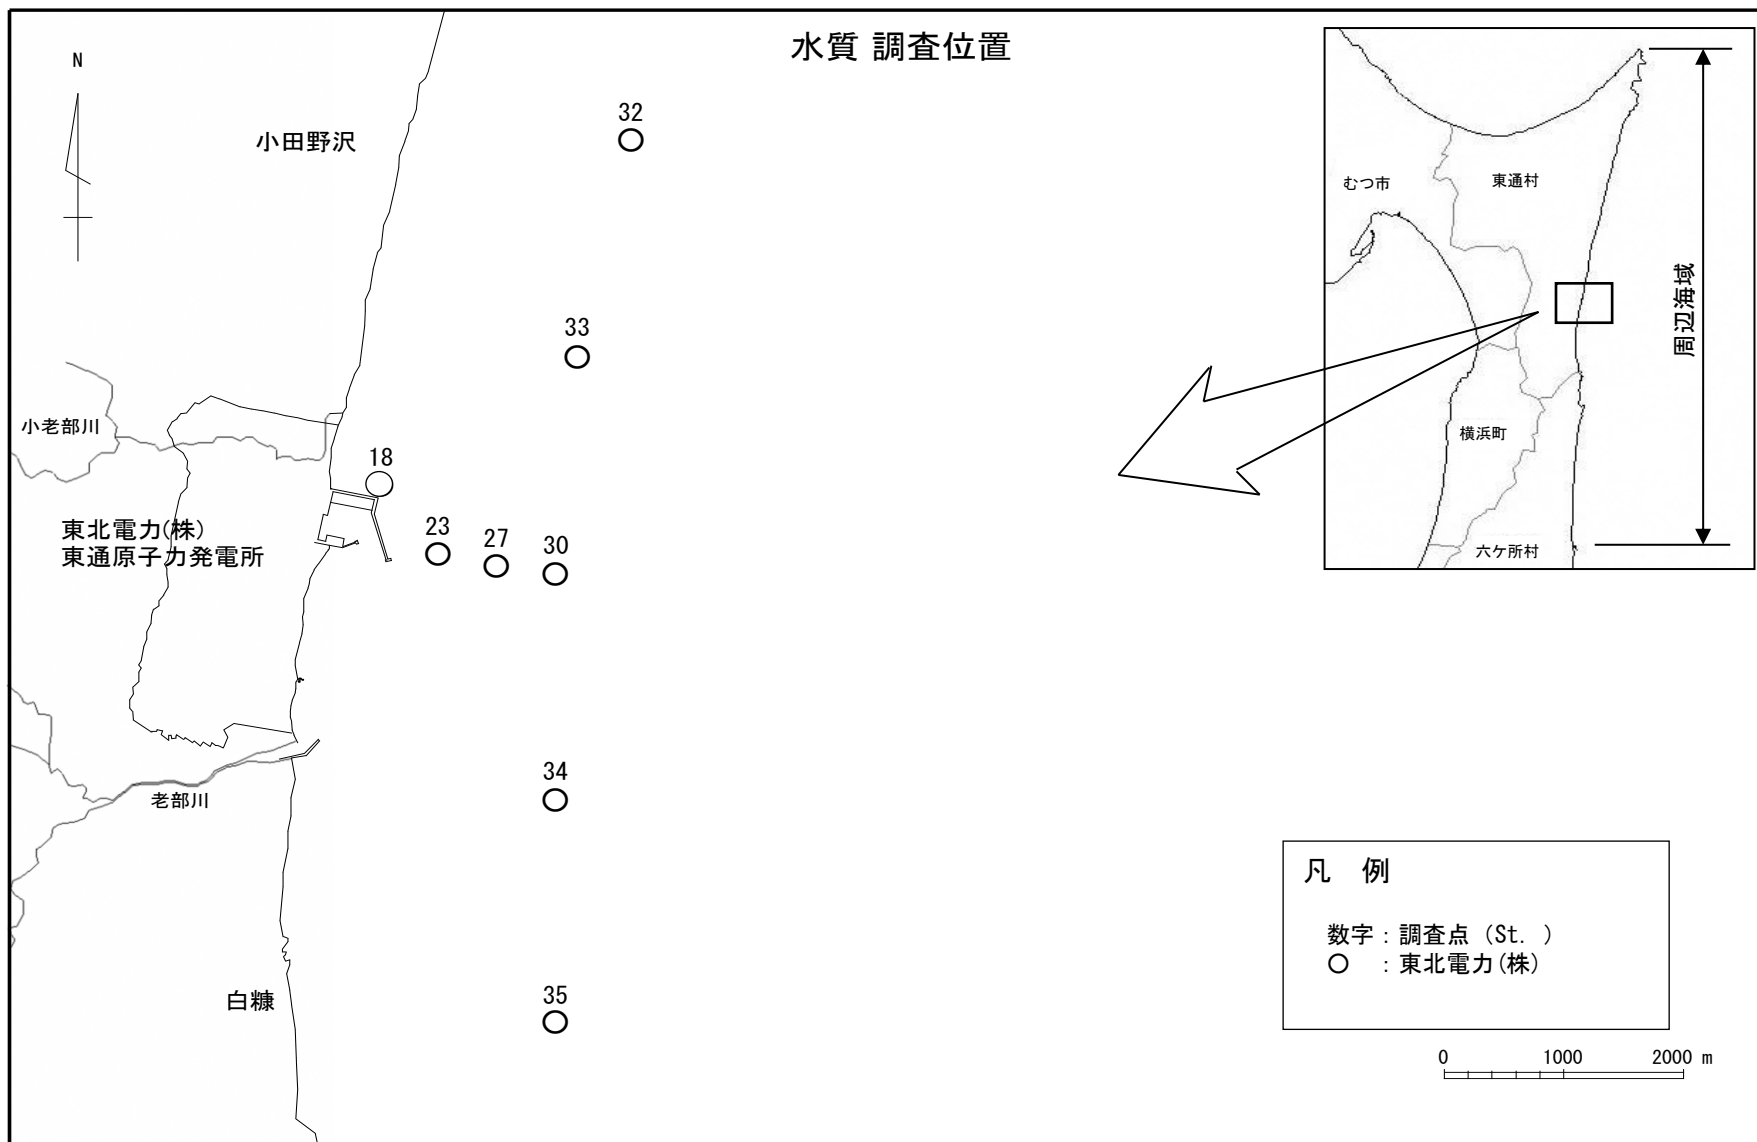 水質 調査位置
N
小田野沢
32
33
小老部川
18
東北電力(株)
東通原子力発電所
23
27
30
老部川
34
白糠
35
むつ市
東通村
周辺海域
横浜町
六ケ所村
凡 例
数字：調査点（St. ）
○ ：東北電力(株)
0 1000 2000 m